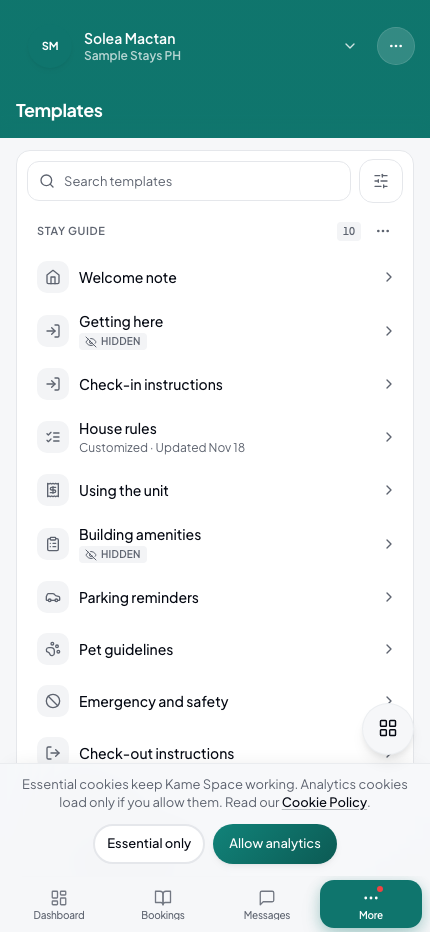 SM
Solea Mactan
Sample Stays PH
Templates
Search templates
STAY GUIDE
10
Welcome note
Getting here
HIDDEN
Check-in instructions
House rules
Customized · Updated Nov 18
Using the unit
Building amenities
HIDDEN
Parking reminders
Pet guidelines
Emergency and safety
Check-out instructions
Essential cookies keep Kame Space working. Analytics cookies
load only if you allow them. Read our Cookie Policy.
Essential only
Allow analytics
Dashboard
Bookings
Messages
More